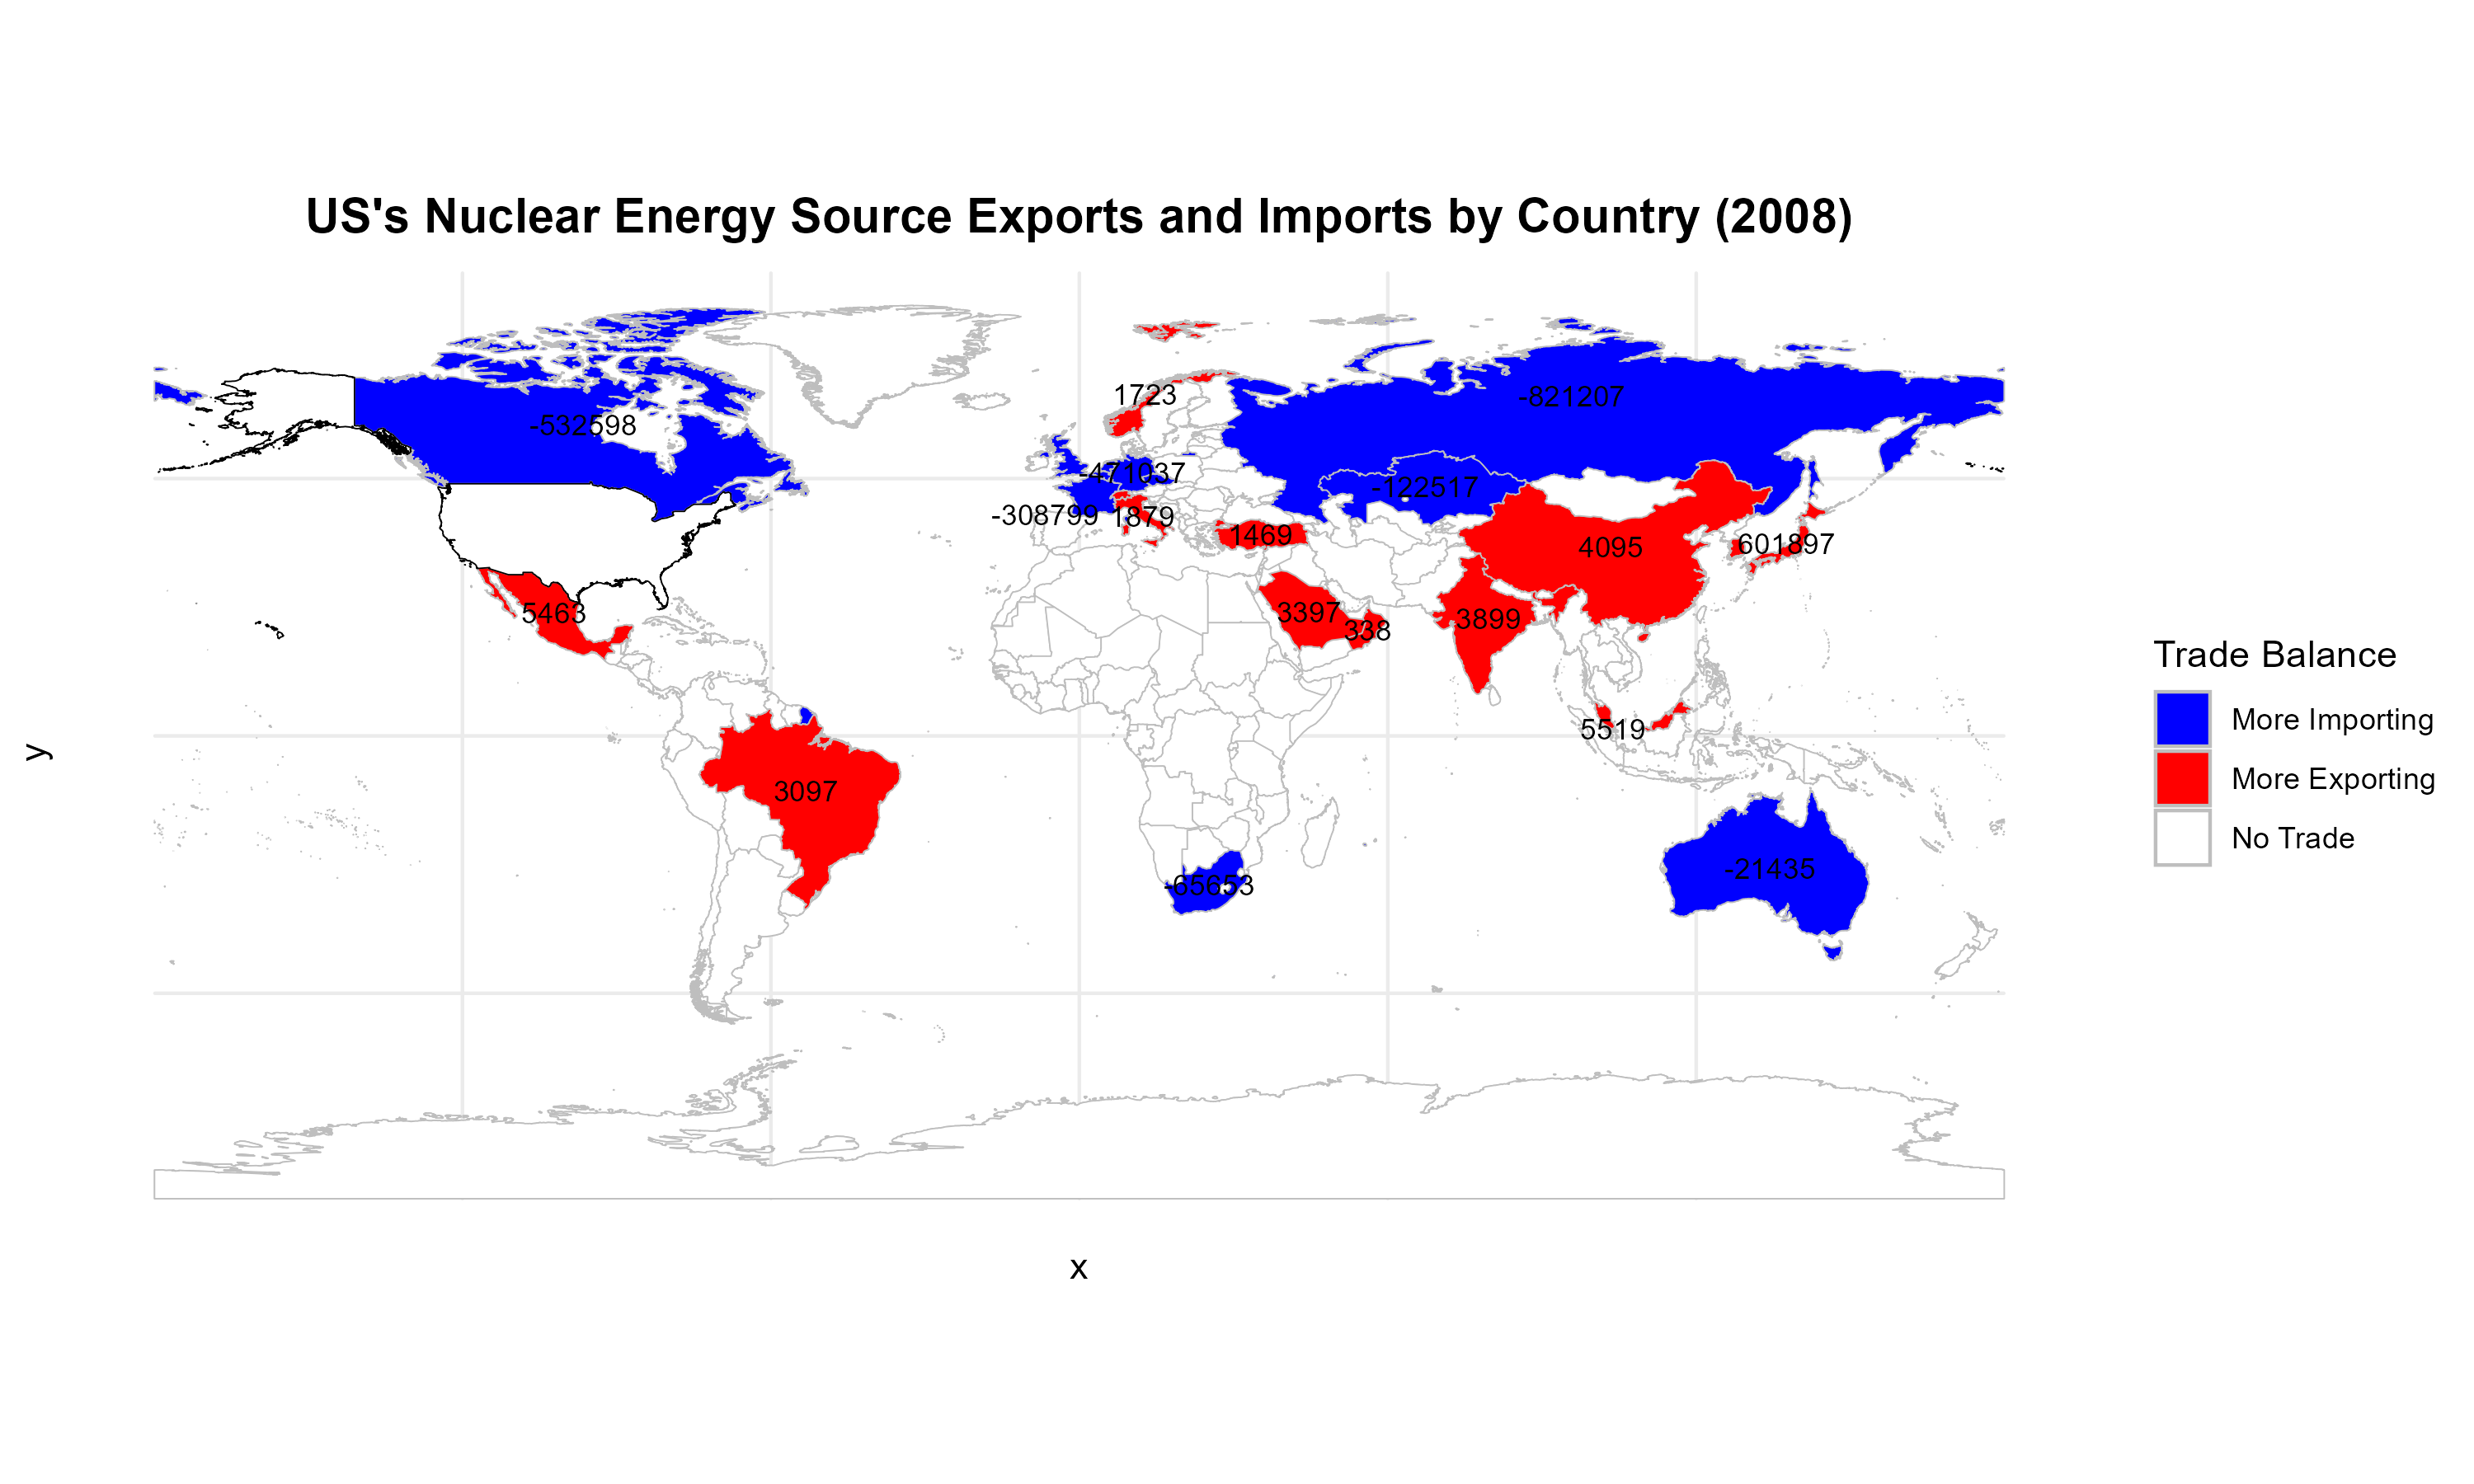 US's Nuclear Energy Source Exports and Imports by Country (2008)
1723
-821207
-532598
-471037
-122517
-308799
1879
1469
4095
601897
5463
3397
338
3899
5519
3097
-65653
-21435
y
x
Trade Balance
More Importing
More Exporting
No Trade